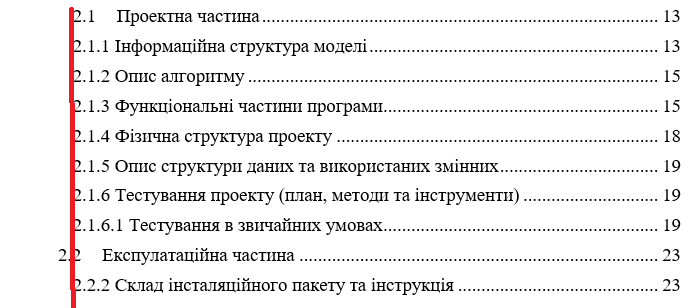 2.1 Проектна частина 13
2.1.1 Інформаційна структура моделі 13
2.1.2 Опис алгоритму 15
2.1.3 Функціональні частини програми 15
2.1.4 Фізична структура проекту 18
2.1.5 Опис структури даних та використаних змінних 19
2.1.6 Тестування проекту (план, методи та інструменти) 19
2.1.6.1 Тестування в звичайних умовах 19
2.2 Експулатаційна частина 23
2.2.2 Склад інсталяційного пакету та інструкція 23